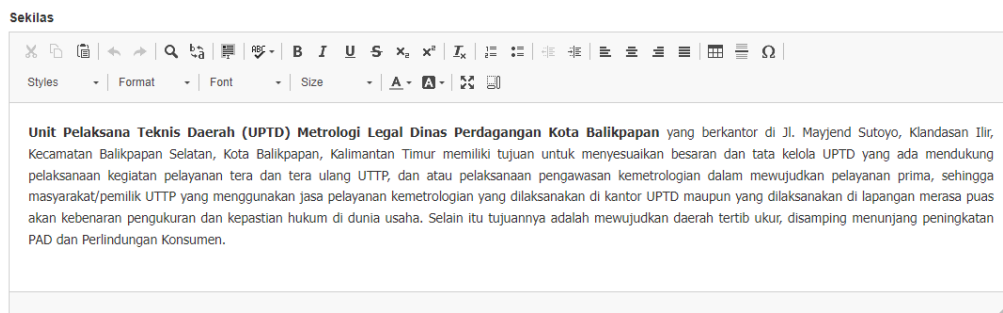 Sekilas
Styles Format Font Size
Unit Pelaksana Teknis Daerah (UPTD) Metrologi Legal Dinas Perdagangan Kota Balikpapan yang berkantor di Jl. Mayjend Sutoyo, Klandasan Ilir,
Kecamatan Balikpapan Selatan, Kota Balikpapan, Kalimantan Timur memiliki tujuan untuk menyesuaikan besaran dan tata kelola UPTD yang ada mendukung
pelaksanaan kegiatan pelayanan tera dan tera ulang UTTP, dan atau pelaksanaan pengawasan kemetrologian dalam mewujudkan pelayanan prima, sehingga
masyarakat/pemilik UTTP yang menggunakan jasa pelayanan kemetrologian yang dilaksanakan di kantor UPTD maupun yang dilaksanakan di lapangan merasa puas
akan kebenaran pengukuran dan kepastian hukum di dunia usaha. Selain itu tujuannya adalah mewujudkan daerah tertib ukur, disamping menunjang peningkatan
PAD dan Perlindungan Konsumen.